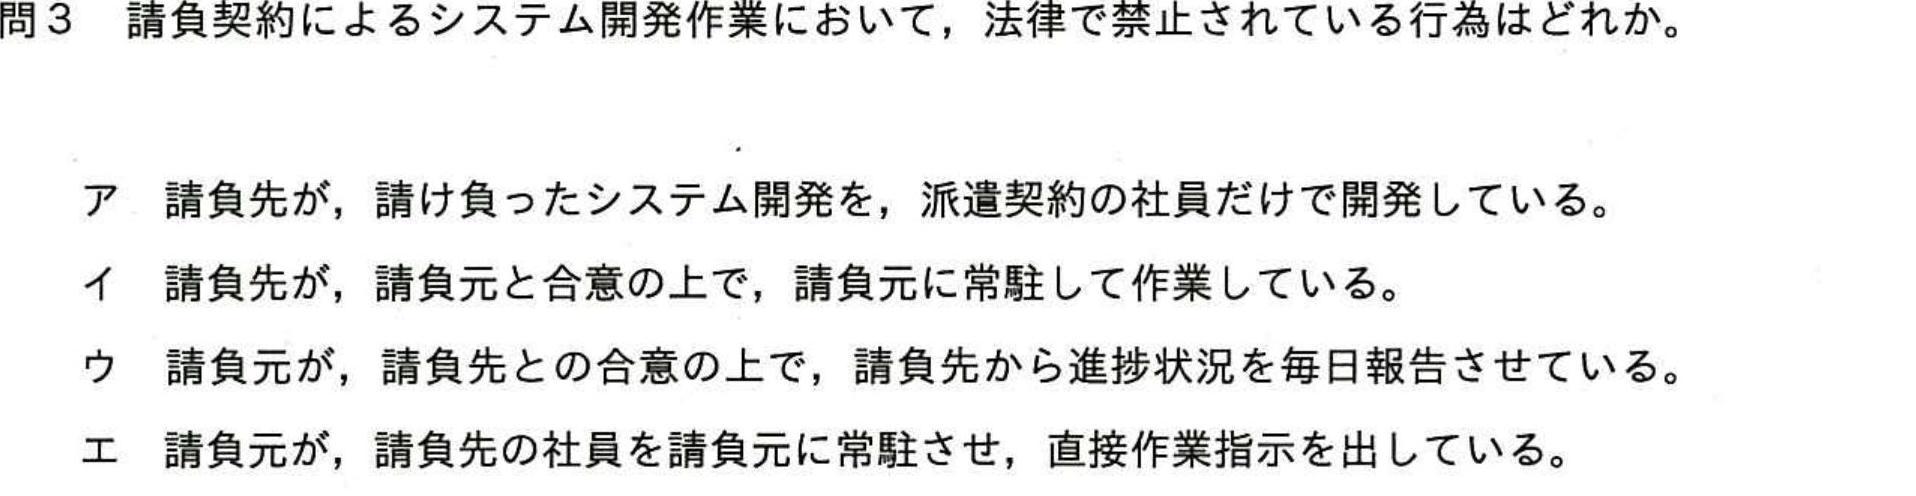 問3 請負契約によるシステム開発作業において，法律で禁止されている行為はどれか。
ア 請負先が，請け負ったシステム開発を，派遣契約の社員だけで開発している。
イ 請負先が，請負元と合意の上で，請負元に常駐して作業している。
ウ 請負元が，請負先との合意の上で，請負先から進捗状況を毎日報告させている。
エ 請負元が，請負先の社員を請負元に常駐させ，直接作業指示を出している。